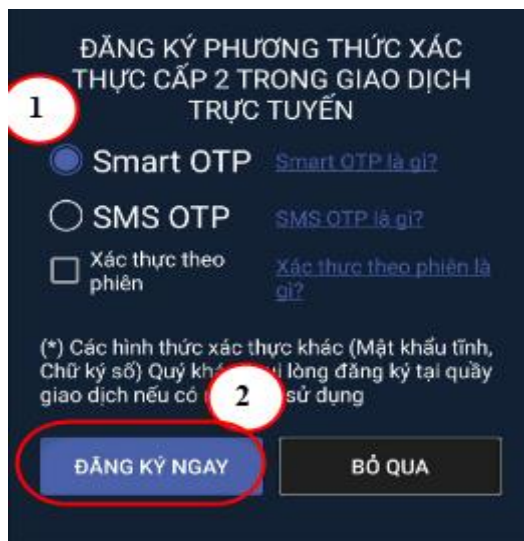 ĐĂNG KÝ PHƯƠNG THỨC XÁC
THỰC CẤP 2 TRONG GIAO DỊCH
TRỰC TUYẾN
1
Smart OTP Smart OTP là gì?
SMS OTP SMS OTP là gì?
Xác thực theo phiên
Xác thực theo phiên là gì?
(*) Các hình thức xác thực khác (Mật khẩu tĩnh,
Chữ ký số) Quý lòng đăng ký tại quầy
giao dịch nếu có sử dụng
2
ĐĂNG KÝ NGAY BỎ QUA